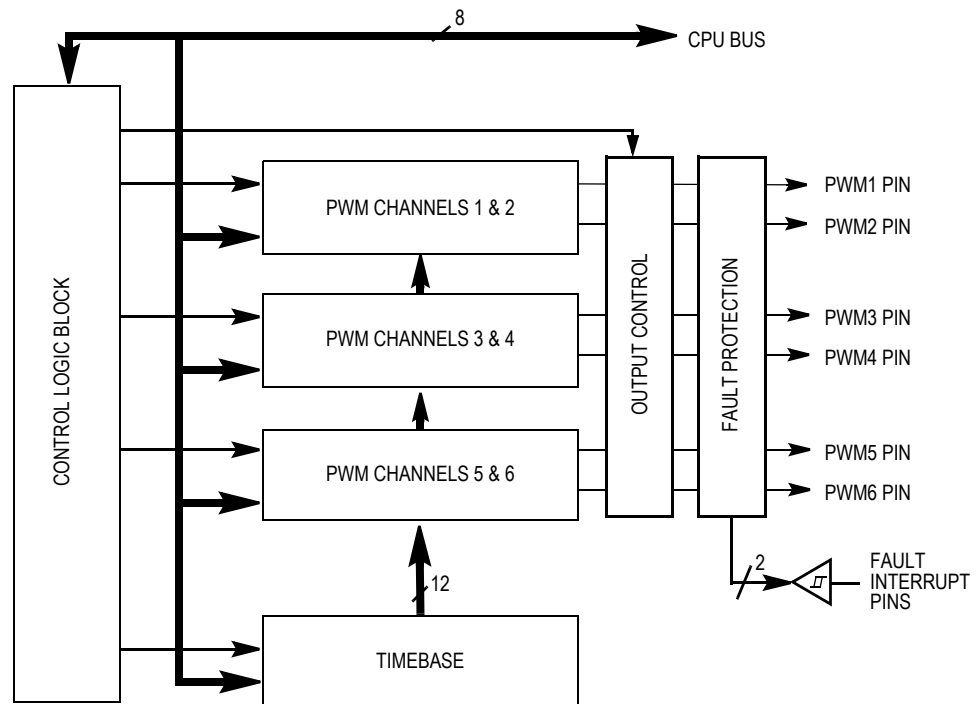 8
CPU BUS
CONTROL LOGIC BLOCK
PWM CHANNELS 1 & 2
PWM CHANNELS 3 & 4
PWM CHANNELS 5 & 6
12
TIMEBASE
OUTPUT CONTROL
FAULT PROTECTION
PWM1 PIN
PWM2 PIN
PWM3 PIN
PWM4 PIN
PWM5 PIN
PWM6 PIN
2
FAULT
INTERRUPT
PINS